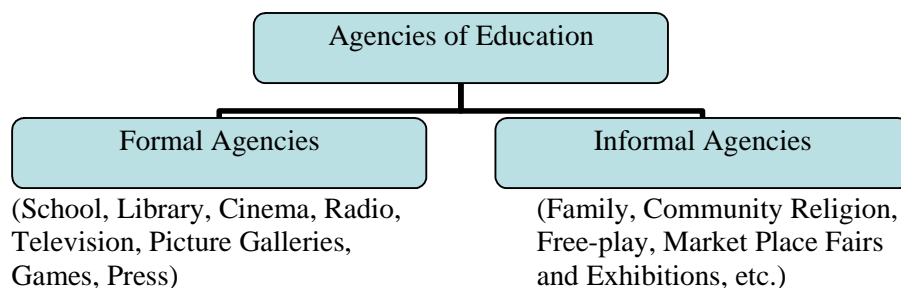 Agencies of Education
Formal Agencies
(School, Library, Cinema, Radio,
Television, Picture Galleries,
Games, Press)
Informal Agencies
(Family, Community Religion,
Free-play, Market Place Fairs
and Exhibitions, etc.)